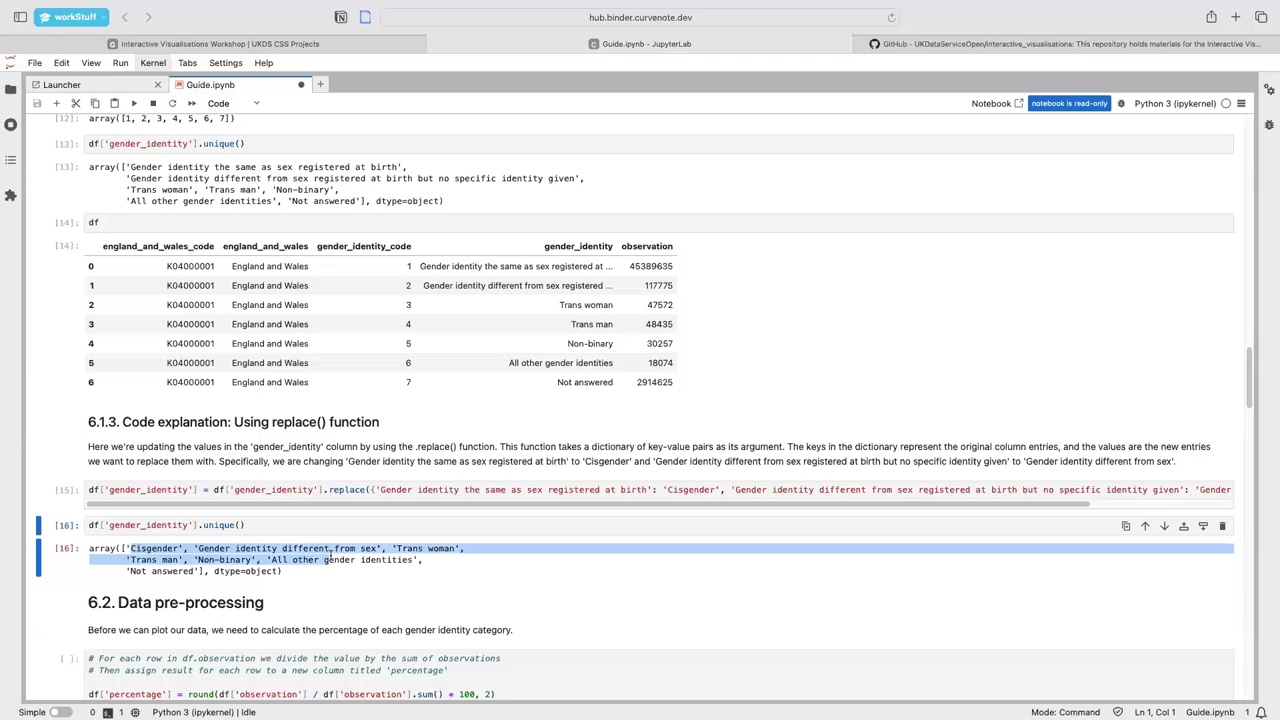 workStuff
hub.binder.curvenote.dev
Interactive Visualisations Workshop | UKDS CSS Projects
Guide.ipynb - JupyterLab
GitHub - UKDataServiceOpen/Interactive_visualisations: This repository holds materials for the Interactive Vis...
File Edit View Run Kernel Tabs Settings Help
Launcher
Guide.ipynb
Code
Notebook
notebook is read-only
Python 3 (ipykernel)
[12]: array([1, 2, 3, 4, 5, 6, 7])
[13]: df['gender_identity'].unique()
[13]: array(['Gender identity the same as sex registered at birth',
'Gender identity different from sex registered at birth but no specific identity given',
'Trans woman', 'Trans man', 'Non-binary',
'All other gender identities', 'Not answered'], dtype=object)
[14]: df
[14]: england_and_wales_code england_and_wales gender_identity_code gender_identity observation
0 K04000001 England and Wales 1 Gender identity the same as sex registered at ... 45389635
1 K04000001 England and Wales 2 Gender identity different from sex registered ... 117775
2 K04000001 England and Wales 3 Trans woman 47572
3 K04000001 England and Wales 4 Trans man 48435
4 K04000001 England and Wales 5 Non-binary 30257
5 K04000001 England and Wales 6 All other gender identities 18074
6 K04000001 England and Wales 7 Not answered 2914625
6.1.3. Code explanation: Using replace() function
Here we're updating the values in the 'gender_identity' column by using the .replace() function. This function takes a dictionary of key-value pairs as its argument. The keys in the dictionary represent the original column entries, and the values are the new entries
we want to replace them with. Specifically, we are changing 'Gender identity the same as sex registered at birth' to 'Cisgender' and 'Gender identity different from sex registered at birth but no specific identity given' to 'Gender identity different from sex'.
[15]: df['gender_identity'] = df['gender_identity'].replace({'Gender identity the same as sex registered at birth': 'Cisgender', 'Gender identity different from sex registered at birth but no specific identity given': 'Gender
[16]: df['gender_identity'].unique()
[16]: array(['Cisgender', 'Gender identity different from sex', 'Trans woman',
'Trans man', 'Non-binary', 'All other gender identities',
'Not answered'], dtype=object)
6.2. Data pre-processing
Before we can plot our data, we need to calculate the percentage of each gender identity category.
[ ]: # For each row in df.observation we divide the value by the sum of observations
# Then assign result for each row to a new column titled 'percentage'
df['percentage'] = round(df['observation'] / df['observation'].sum() * 100, 2)
Simple 0 1 Python 3 (ipykernel) | Idle
Mode: Command Ln 1, Col 1 Guide.ipynb 1